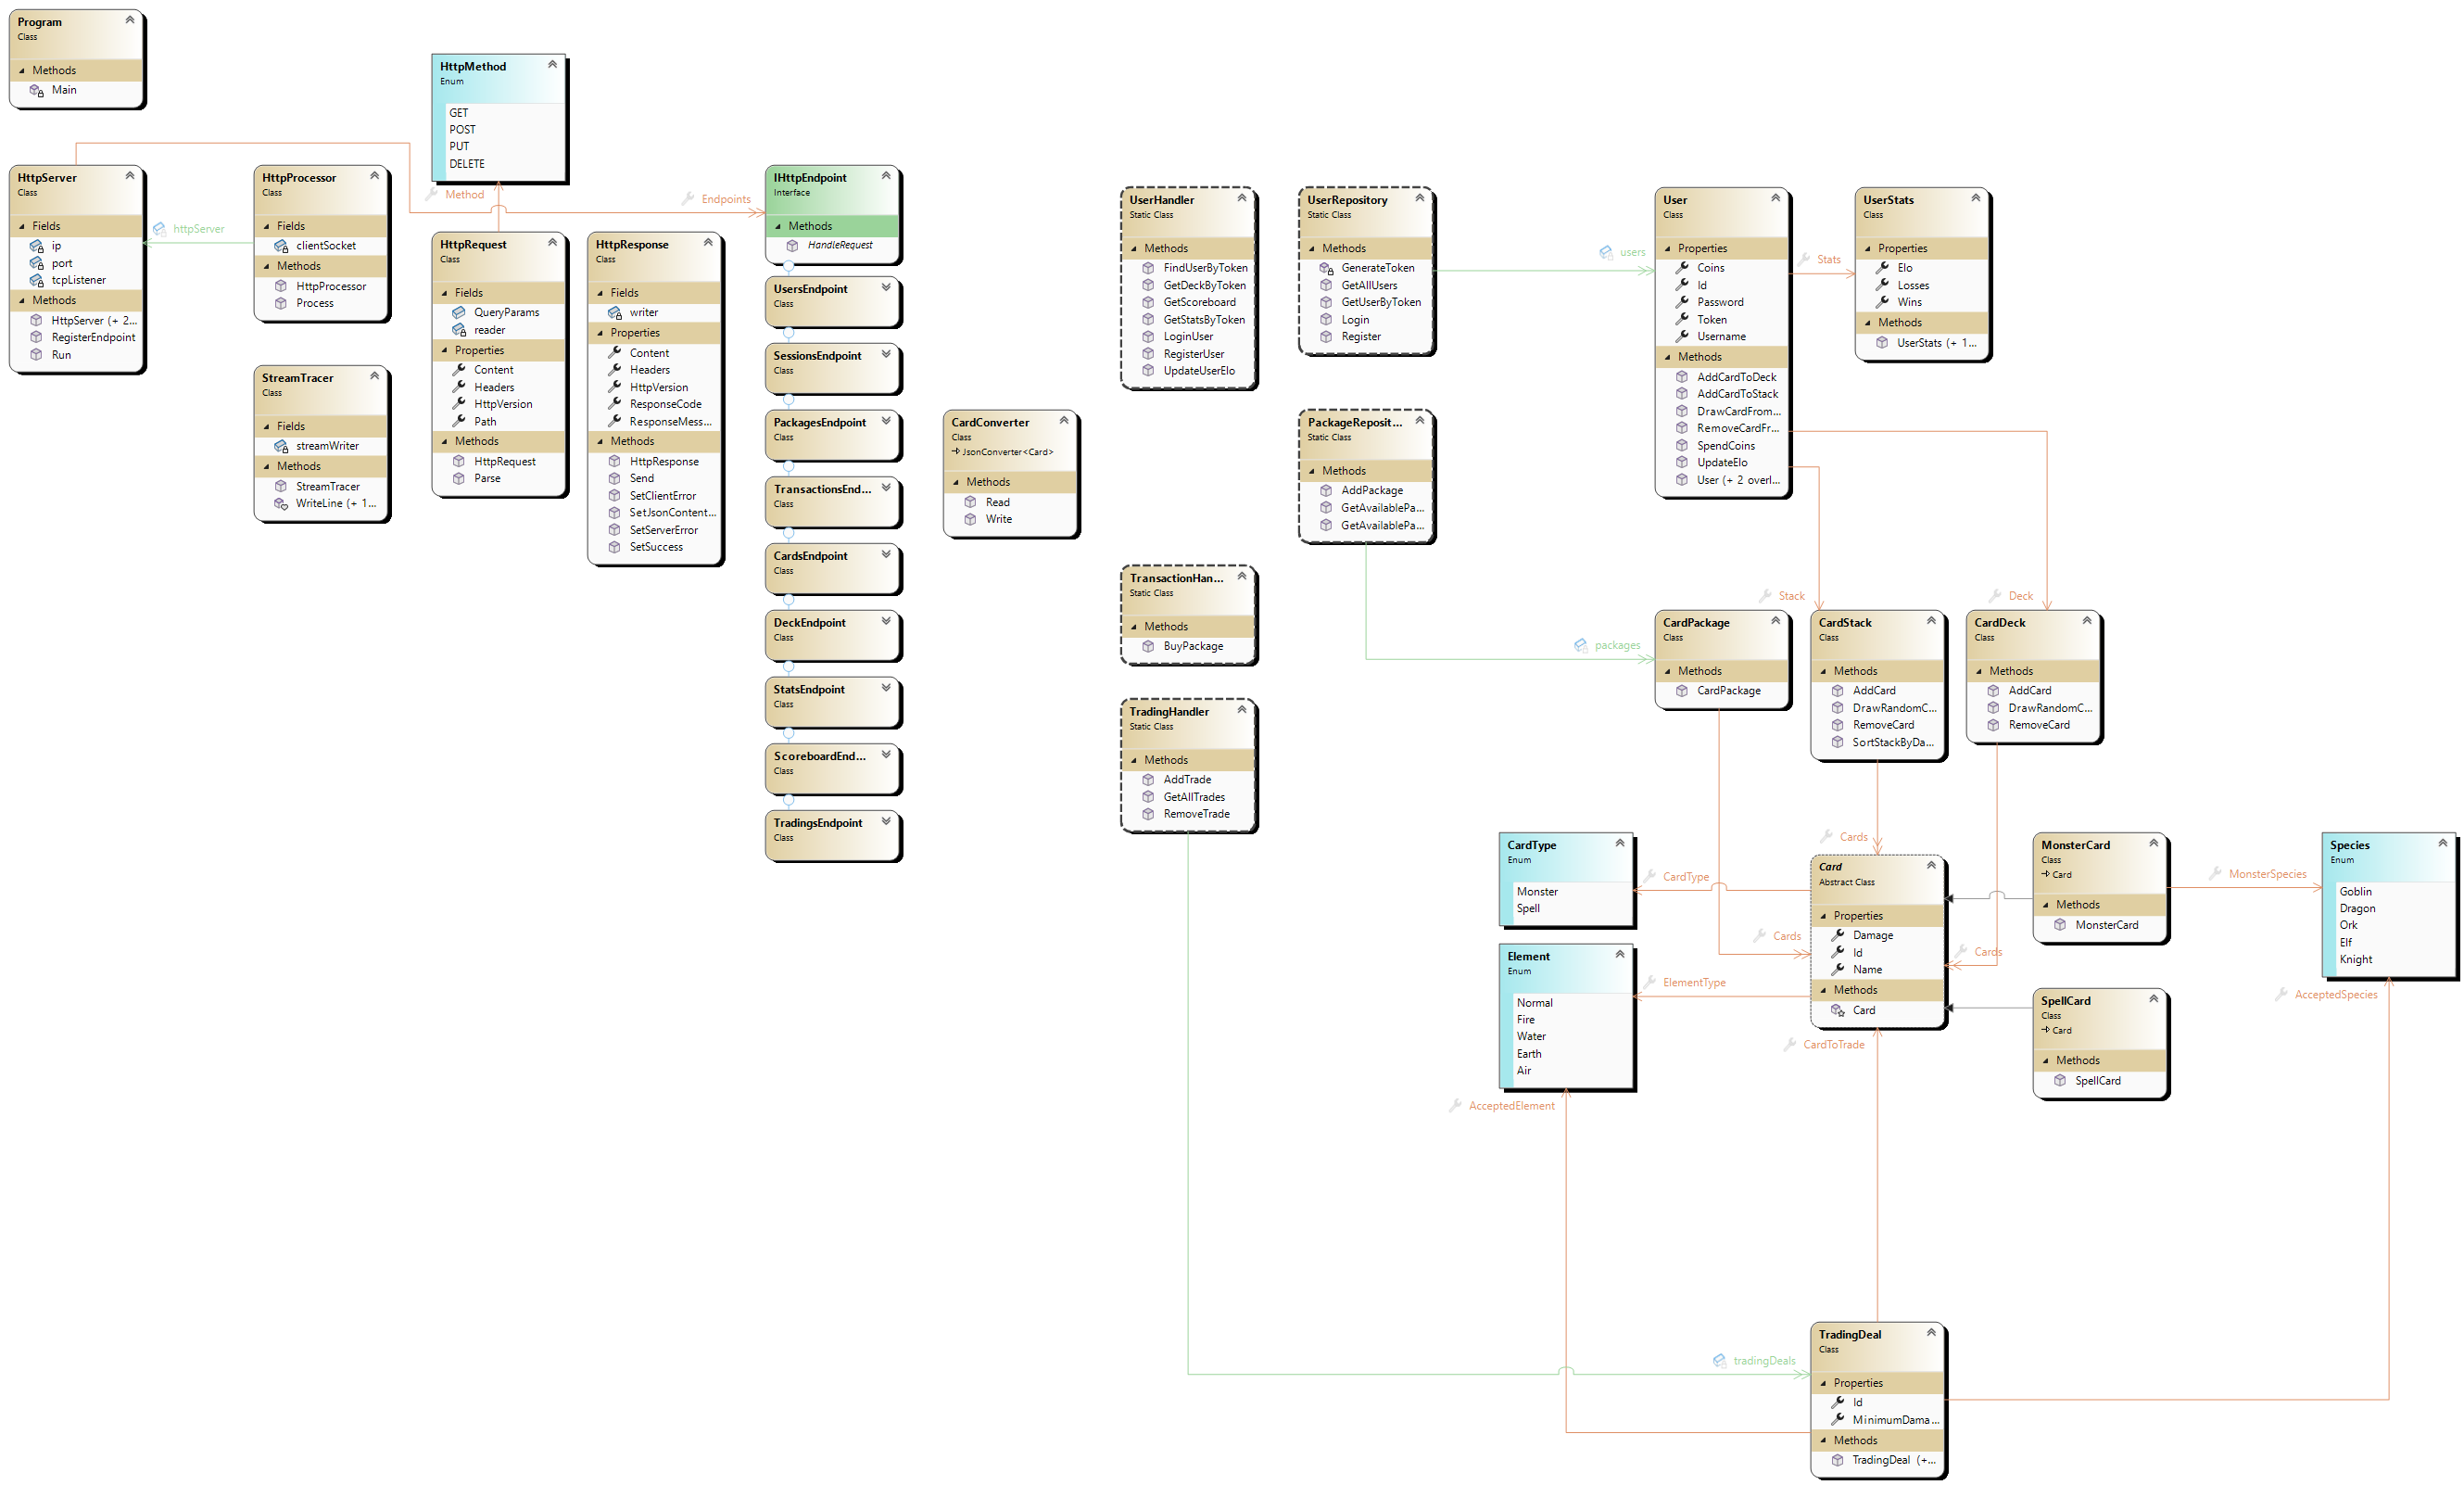 Program
Class
Methods
Main
HttpMethod
Enum
GET
POST
PUT
DELETE
Method
HttpServer
Class
Fields
ip
port
tcpListener
Methods
HttpServer (+ 2...
RegisterEndpoint
Run
httpServer
HttpProcessor
Class
Fields
clientSocket
Methods
HttpProcessor
Process
StreamTracer
Class
Fields
streamWriter
Methods
StreamTracer
WriteLine (+ 1...
HttpRequest
Class
Fields
QueryParams
reader
Properties
Content
Headers
HttpVersion
Path
Methods
HttpRequest
Parse
HttpResponse
Class
Fields
writer
Properties
Content
Headers
HttpVersion
ResponseCode
ResponseMess...
Methods
HttpResponse
Send
SetClientError
SetJsonContent...
SetServerError
SetSuccess
Endpoints
IHttpEndpoint
Interface
Methods
HandleRequest
UsersEndpoint
Class
SessionsEndpoint
Class
PackagesEndpoint
Class
TransactionsEnd...
Class
CardsEndpoint
Class
DeckEndpoint
Class
StatsEndpoint
Class
ScoreboardEnd...
Class
TradingsEndpoint
Class
CardConverter
Class
JsonConverter<Card>
Methods
Read
Write
UserHandler
Static Class
Methods
FindUserByToken
GetDeckByToken
GetScoreboard
GetStatsByToken
LoginUser
RegisterUser
UpdateUserElo
TransactionHan...
Static Class
Methods
BuyPackage
TradingHandler
Static Class
Methods
AddTrade
GetAllTrades
RemoveTrade
UserRepository
Static Class
Methods
GenerateToken
GetAllUsers
GetUserByToken
Login
Register
users
PackageReposit...
Static Class
Methods
AddPackage
GetAvailablePa...
GetAvailablePa...
packages
User
Class
Properties
Coins
Id
Password
Token
Username
Methods
AddCardToDeck
AddCardToStack
DrawCardFrom...
RemoveCardFr...
SpendCoins
UpdateElo
User (+ 2 overl...
Stats
UserStats
Class
Properties
Elo
Losses
Wins
Methods
UserStats (+ 1...
Stack
Deck
CardPackage
Class
Methods
CardPackage
CardStack
Class
Methods
AddCard
DrawRandomC...
RemoveCard
SortStackByDa...
CardDeck
Class
Methods
AddCard
DrawRandomC...
RemoveCard
Cards
Cards
Cards
CardType
Enum
Monster
Spell
CardType
Element
Enum
Normal
Fire
Water
Earth
Air
ElementType
Card
Abstract Class
Properties
Damage
Id
Name
Methods
Card
MonsterCard
Class
Card
Methods
MonsterCard
MonsterSpecies
SpellCard
Class
Card
Methods
SpellCard
Species
Enum
Goblin
Dragon
Ork
Elf
Knight
AcceptedSpecies
CardToTrade
AcceptedElement
tradingDeals
TradingDeal
Class
Properties
Id
MinimumDama...
Methods
TradingDeal (+...